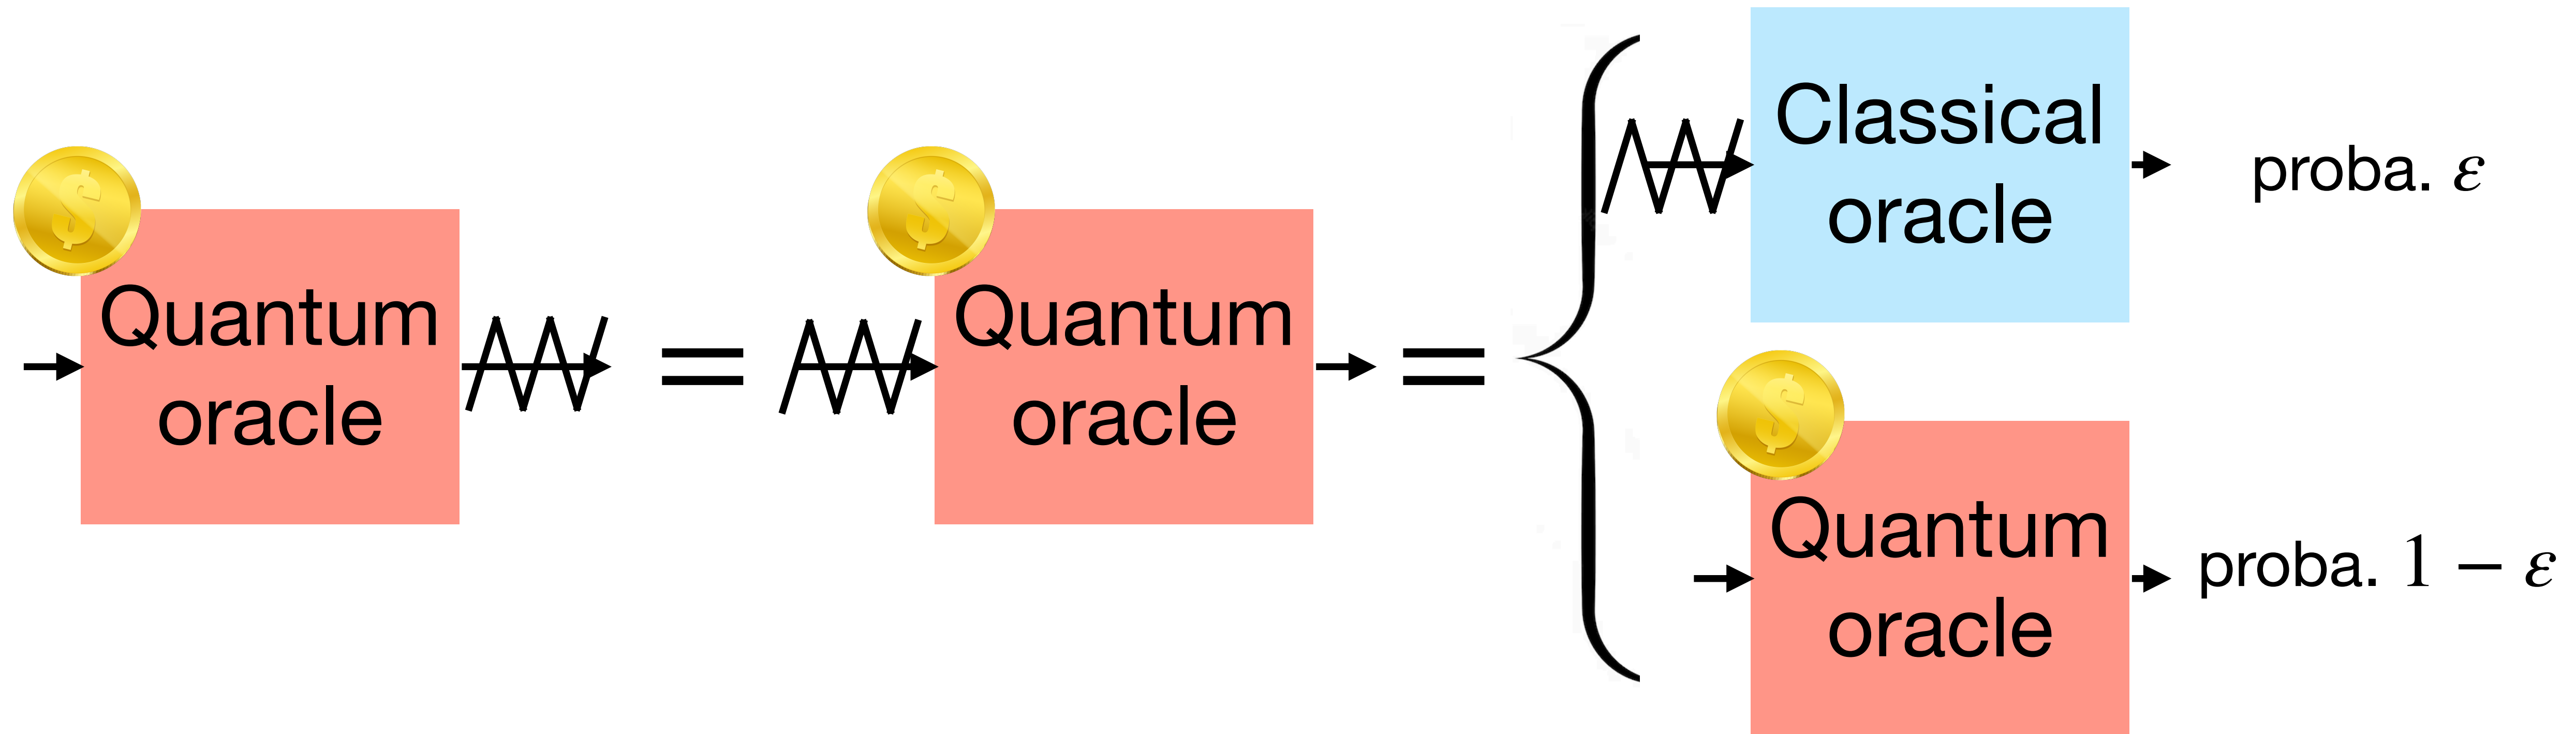 Quantum
oracle
=
Quantum
oracle
=
Classical
oracle
proba. ε
Quantum
oracle
proba. 1 − ε
$
$
$